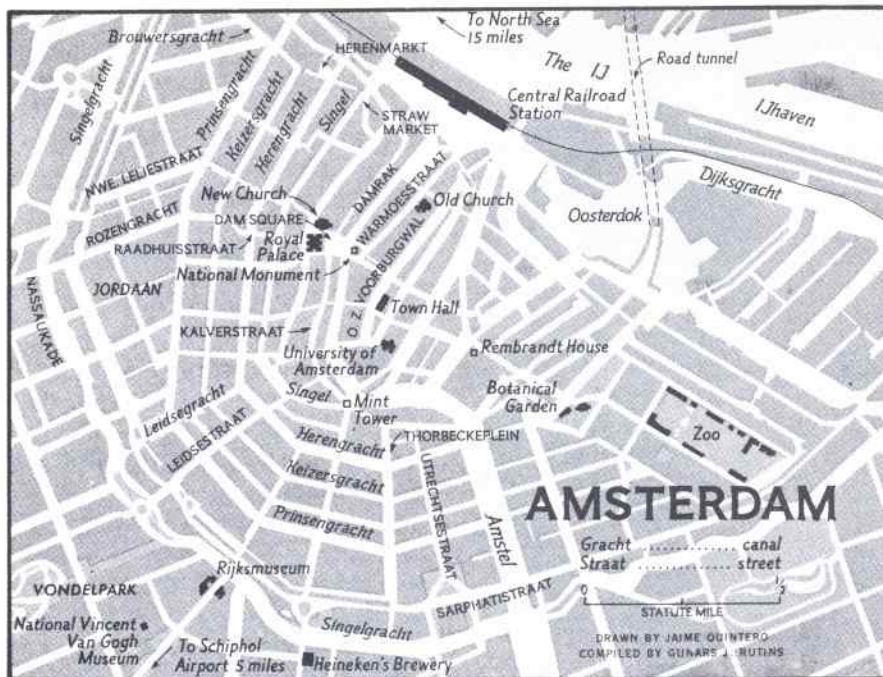 To North Sea
15 miles
Brouwersgracht
HERENMARKT
The IJ
Road tunnel
Singelgracht
Prinsengracht
Keizersgracht
Herengracht
Singel
Central Railroad
Station
IJhaven
STRAW
MARKET
NWE. LELIESTRAAT
Dijksgracht
New Church
DAMRAK
WARMOESSTRAAT
Old Church
ROZENGRACHT
DAM SQUARE
Oosterdok
RAADHUISSTRAAT
Royal
Palace
National Monument
O. Z. VOORBURGWAL
NASSAUKADE
JORDAAN
Town Hall
KALVERSTRAAT
University of
Amsterdam
Rembrandt House
Leidsegracht
Singel
Mint
Tower
Botanical
Garden
Zoo
LEIDSESTRAAT
Herengracht
THORBECKEPLEIN
Keizersgracht
UTRECHTSESTRAAT
Prinsengracht
Amstel
AMSTERDAM
Gracht .............. canal
Straat .............. street
Rijksmuseum
VONDELPARK
SARPHATISTRAAT
0
STATUTE MILE
National Vincent
Van Gogh
Museum
Singelgracht
To Schiphol
Airport 5 miles
Heineken's Brewery
DRAWN BY JAIME QUINTERO
COMPILED BY GUNARS J. RUTINS